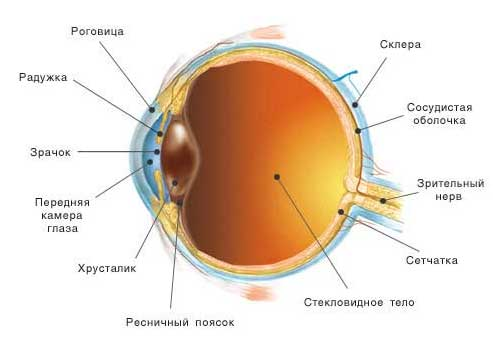 Роговица
Радужка
Зрачок
Передняя
камера
глаза
Хрусталик
Ресничный поясок
Склера
Сосудистая
оболочка
Зрительный
нерв
Сетчатка
Стекловидное тело